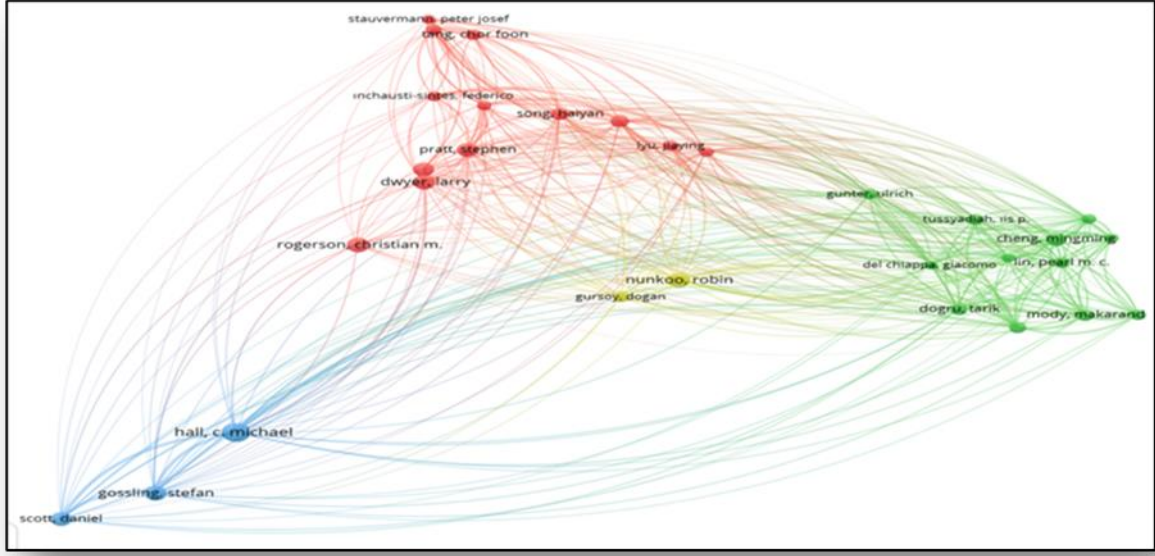 stauvermann, peter josef
tang, chor foon
inchausti-sintes, federico
song, haiyan
lyu, jiaying
pratt, stephen
dwyer, larry
gunter, ulrich
tussyadiah, iis p.
rogerson, christian m.
cheng, mingming
del chiappa, giacomo
lin, pearl m. c.
nunkoo, robin
gursoy, dogan
dogru, tarik
mody, makarand
hall, c. michael
gossling, stefan
scott, daniel